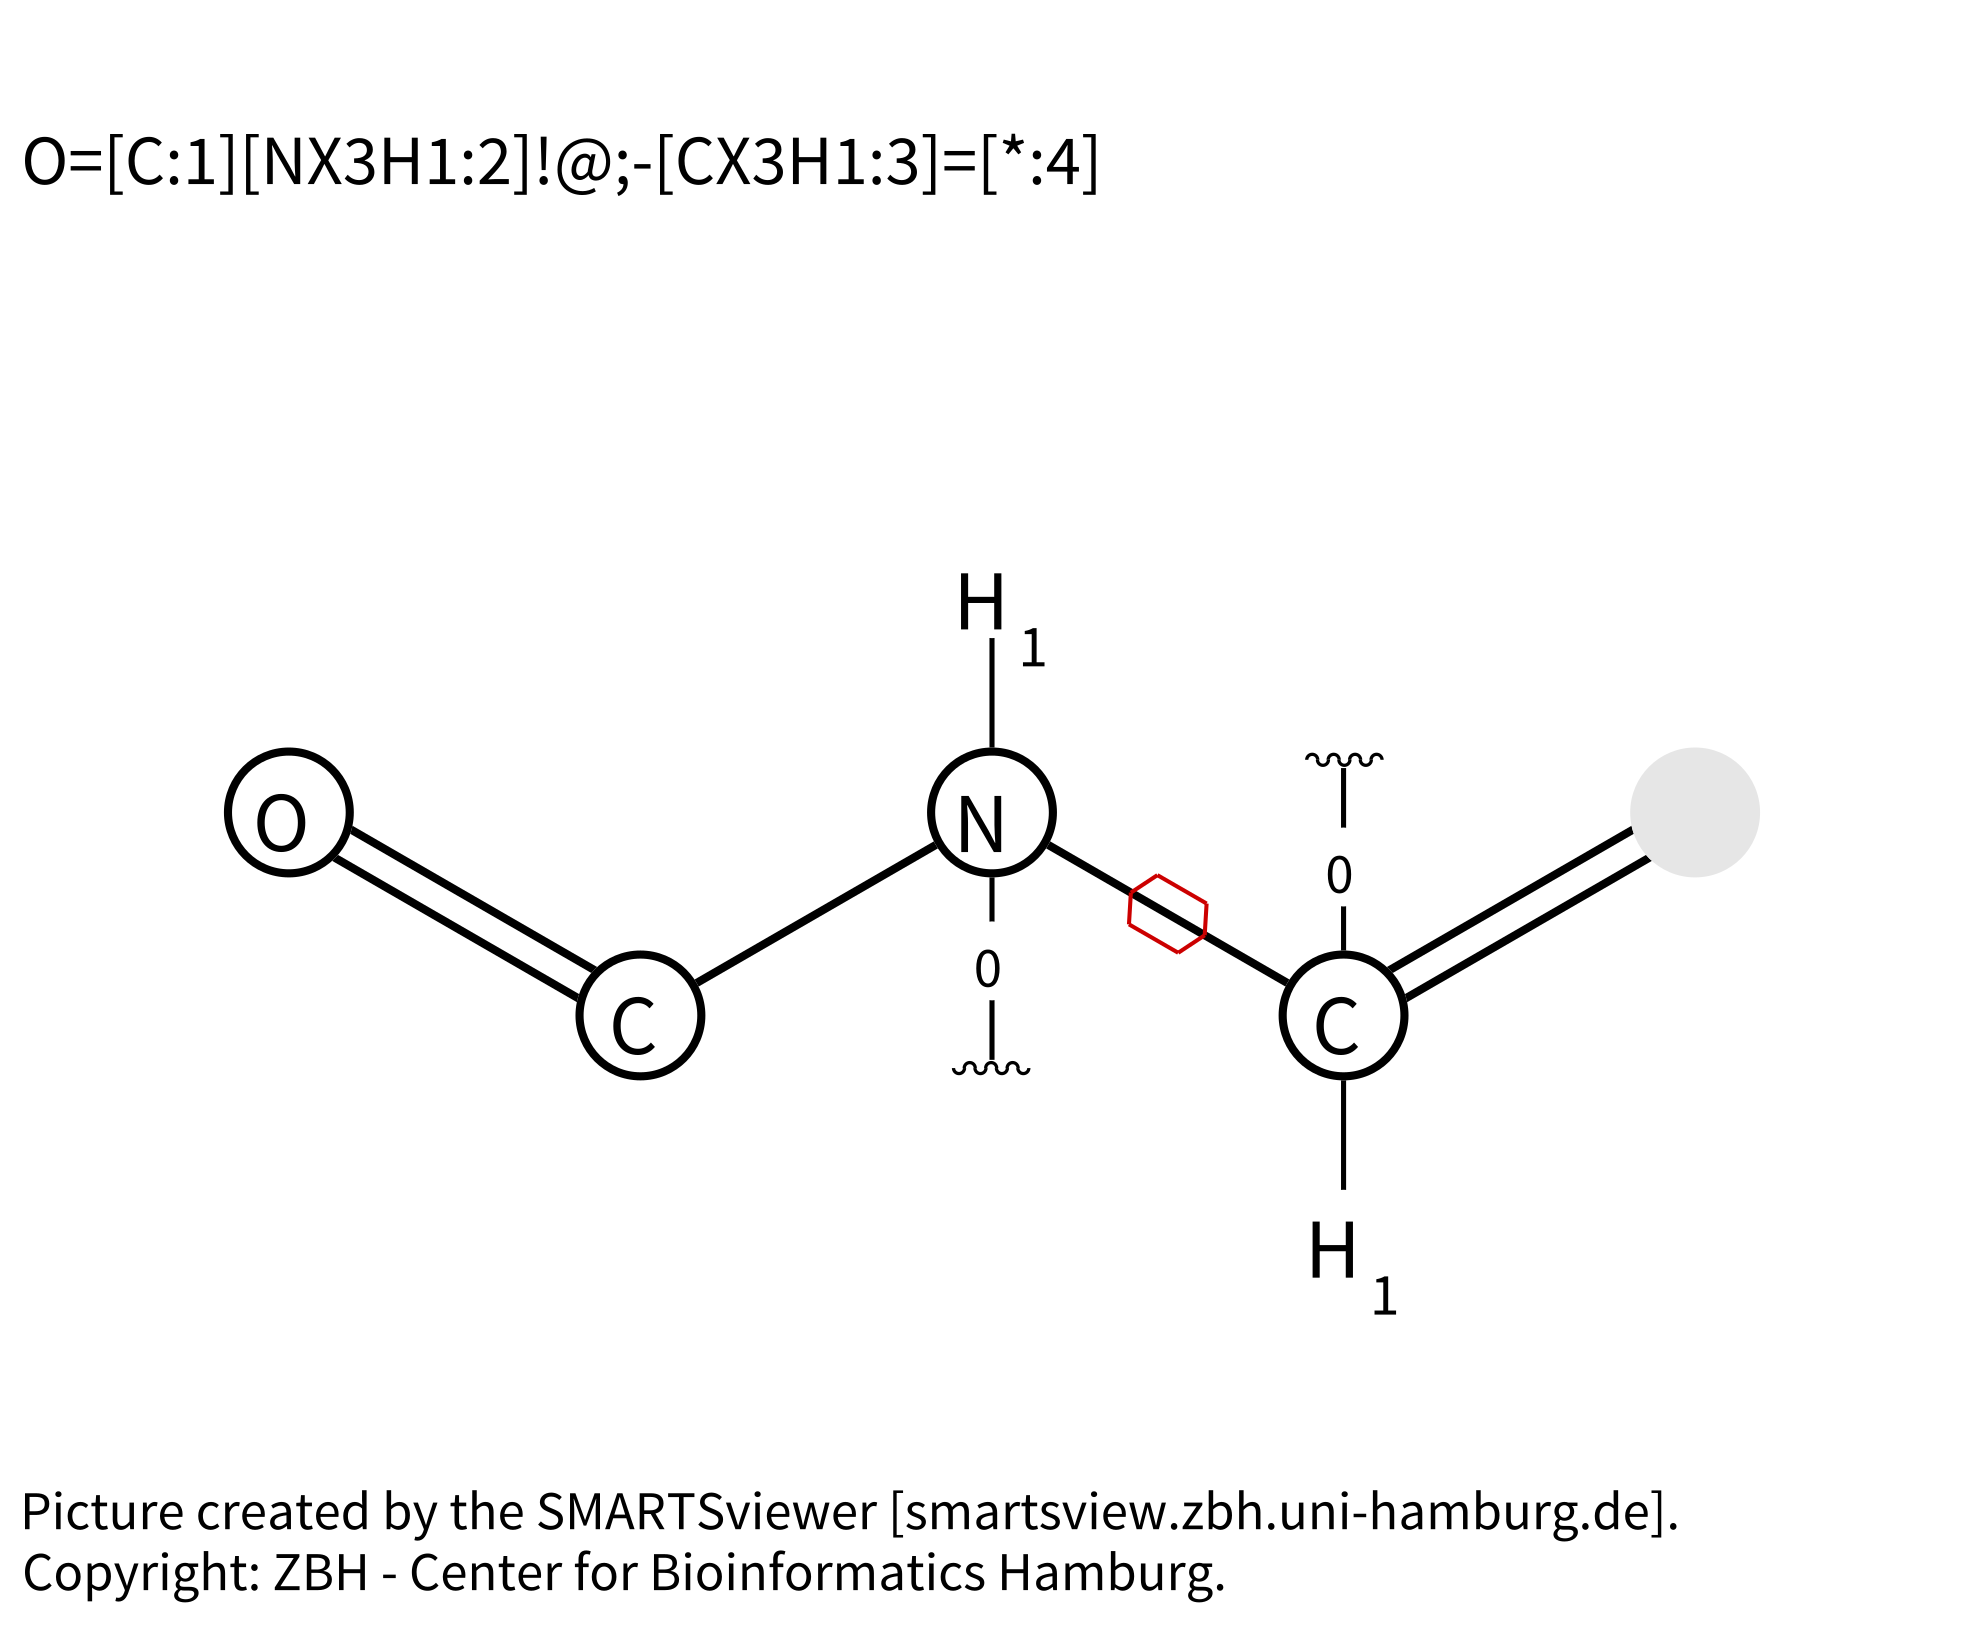 O=[C:1][NX3H1:2]!@;-[CX3H1:3]=[*:4]
H 1
O N
0
C 0 C
H 1
Picture created by the SMARTSviewer [smartsview.zbh.uni-hamburg.de].
Copyright: ZBH - Center for Bioinformatics Hamburg.